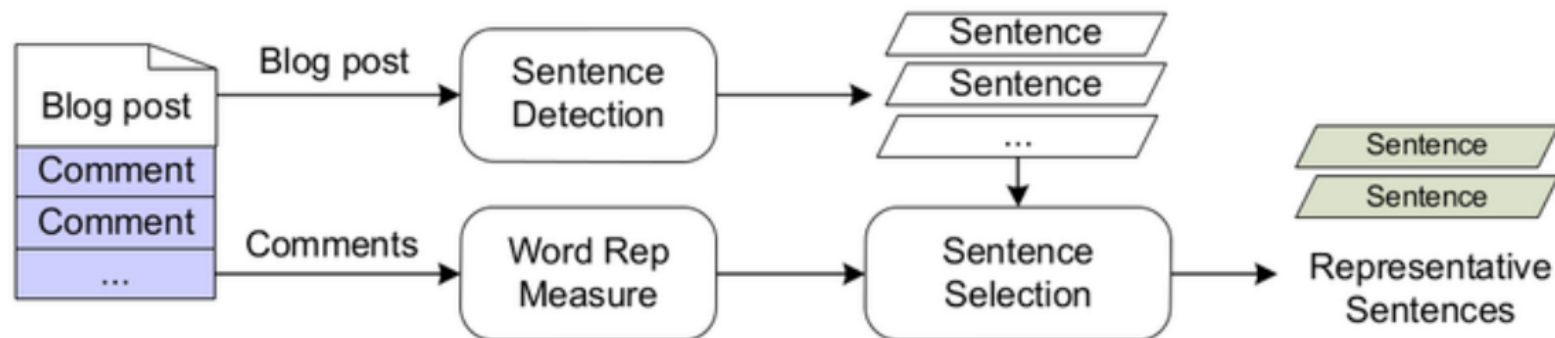 Blog post
Comment
Comment
...
Blog post
Comments
Sentence
Detection
Word Rep
Measure
Sentence
Sentence
...
Sentence
Selection
Sentence
Sentence
Representative
Sentences